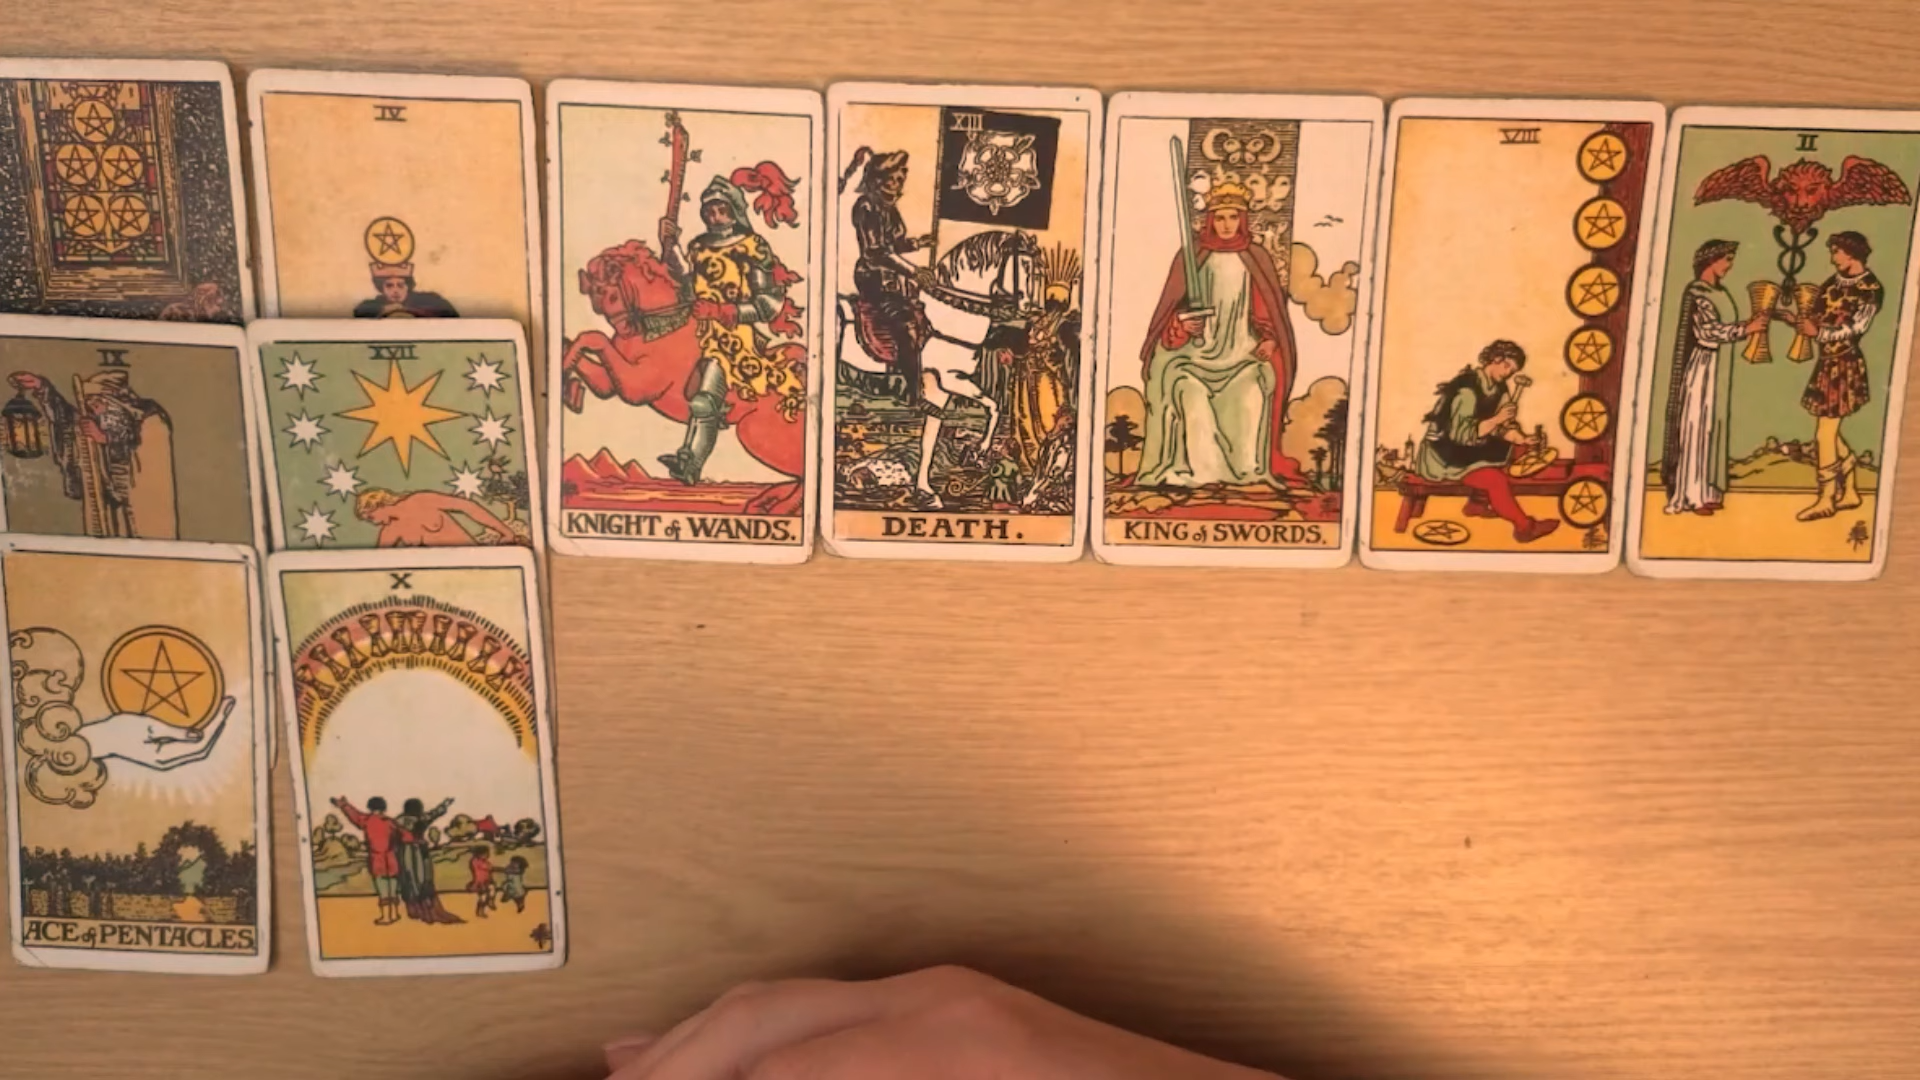 IV
XIII
VIII
II
KNIGHT of WANDS.
DEATH.
KING of SWORDS.
IX
XVII
X
ACE of PENTACLES